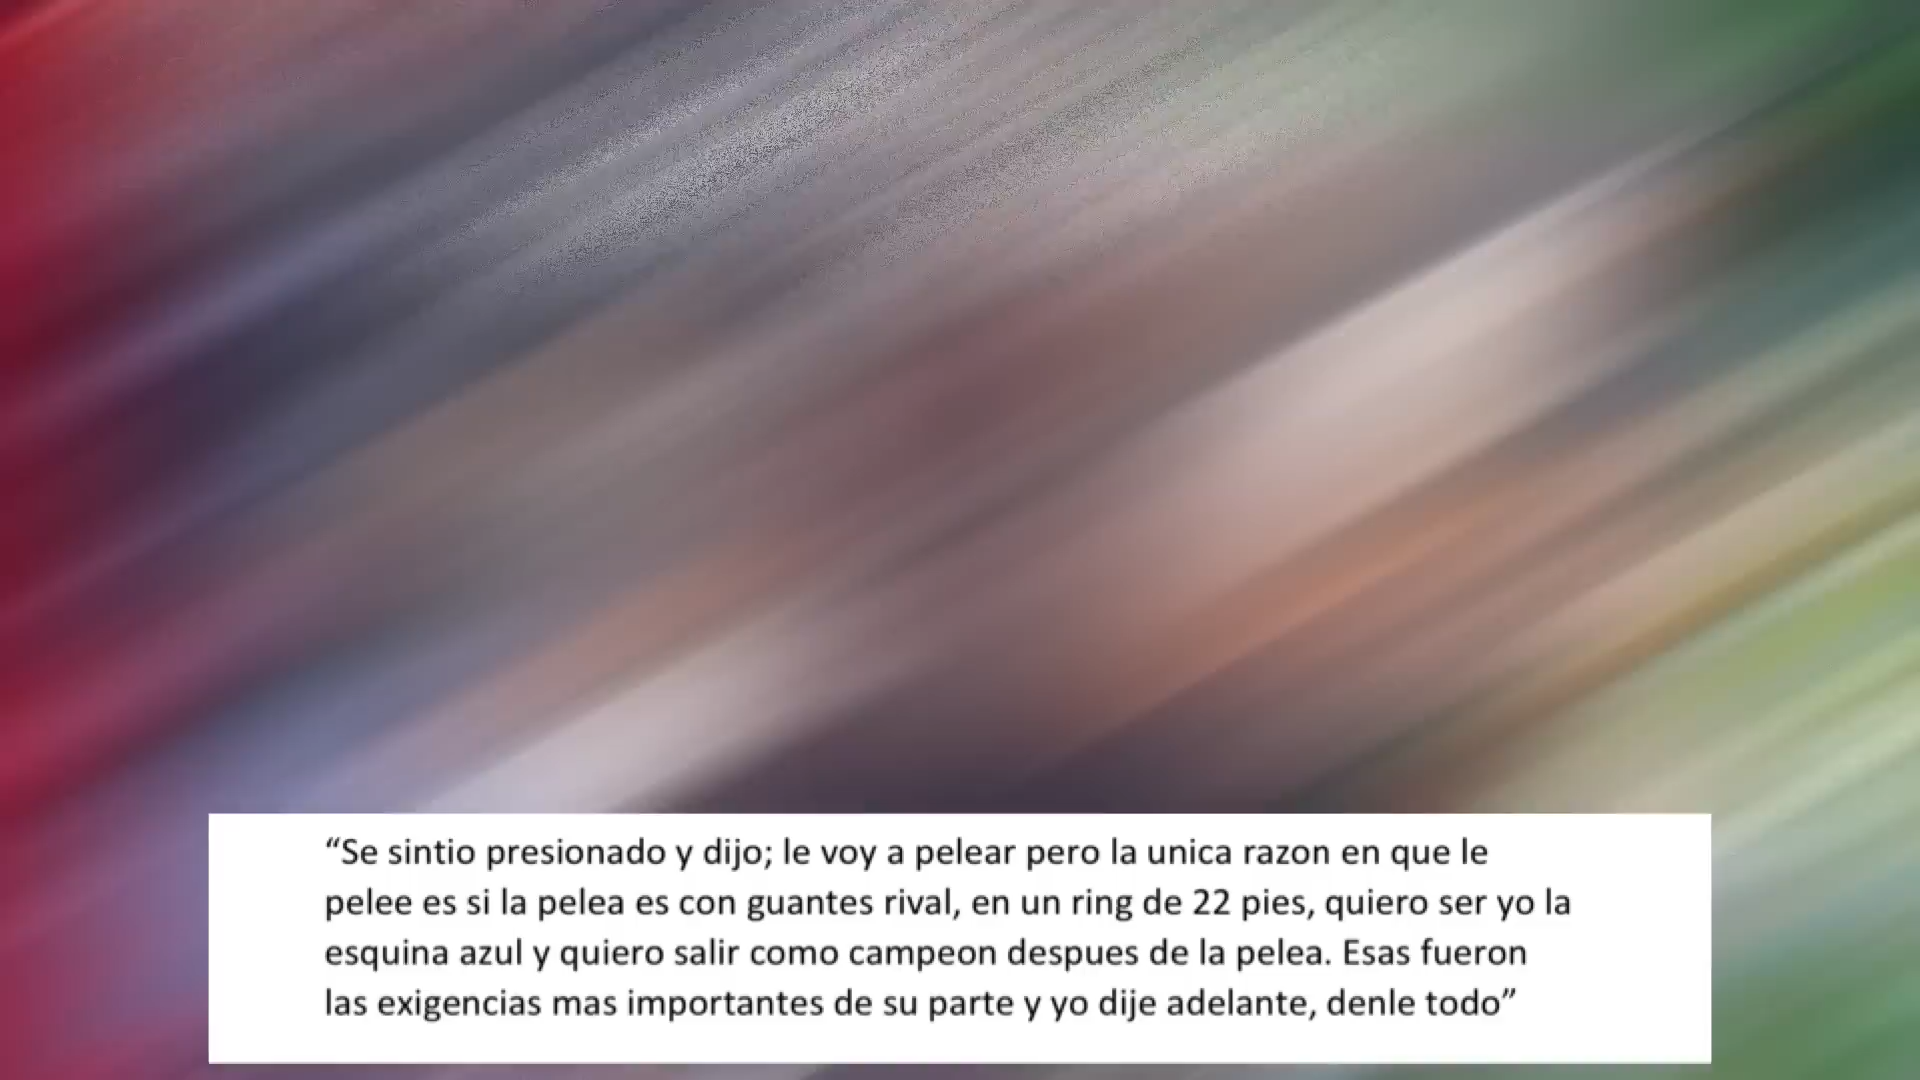 “Se sintio presionado y dijo; le voy a pelear pero la unica razon en que le
pelee es si la pelea es con guantes rival, en un ring de 22 pies, quiero ser yo la
esquina azul y quiero salir como campeon despues de la pelea. Esas fueron
las exigencias mas importantes de su parte y yo dije adelante, denle todo”